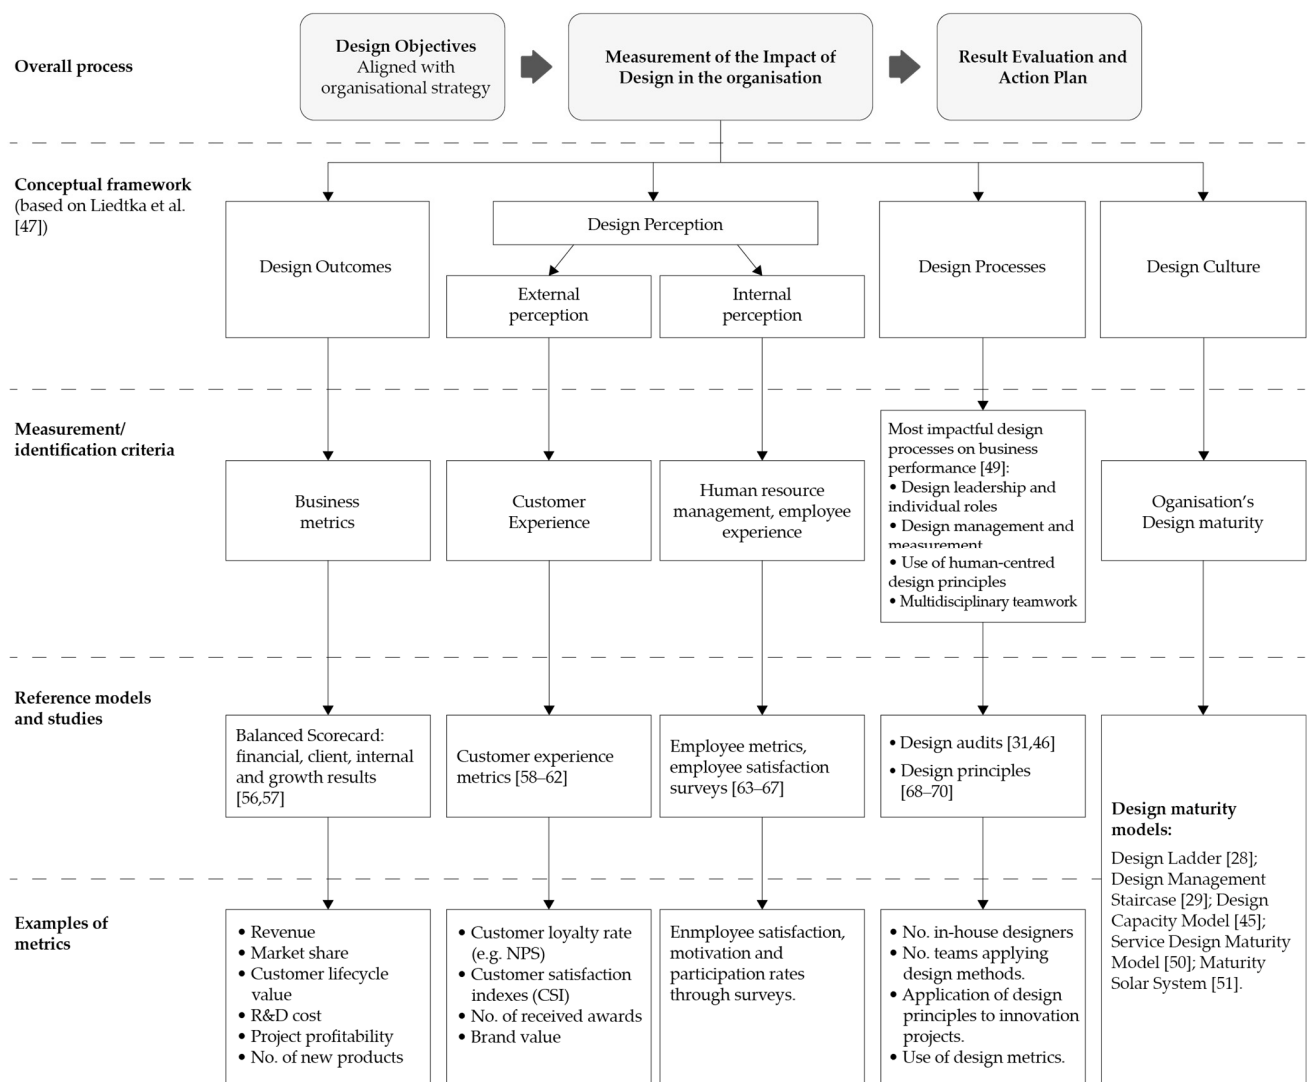 Overall process
Design Objectives
Aligned with
organisational strategy
Measurement of the Impact of
Design in the organisation
Result Evaluation and
Action Plan
Conceptual framework
(based on Liedtka et al.
[47])
Design Outcomes
Design Perception
External
perception
Internal
perception
Design Processes
Design Culture
Measurement/
identification criteria
Business
metrics
Customer
Experience
Human resource
management, employee
experience
Most impactful design
processes on business
performance [49]:
• Design leadership and
individual roles
• Design management and
measurement
• Use of human-centred
design principles
• Multidisciplinary teamwork
Oganisation’s
Design maturity
Reference models
and studies
Balanced Scorecard:
financial, client, internal
and growth results
[56,57]
Customer experience
metrics [58–62]
Employee metrics,
employee satisfaction
surveys [63–67]
• Design audits [31,46]
• Design principles
[68–70]
Design maturity
models:
Design Ladder [28];
Design Management
Staircase [29]; Design
Capacity Model [45];
Service Design Maturity
Model [50]; Maturity
Solar System [51].
Examples of
metrics
• Revenue
• Market share
• Customer lifecycle
value
• R&D cost
• Project profitability
• No. of new products
• Customer loyalty rate
(e.g. NPS)
• Customer satisfaction
indexes (CSI)
• No. of received awards
• Brand value
Enmployee satisfaction,
motivation and
participation rates
through surveys.
• No. in-house designers
• No. teams applying
design methods.
• Application of design
principles to innovation
projects.
• Use of design metrics.